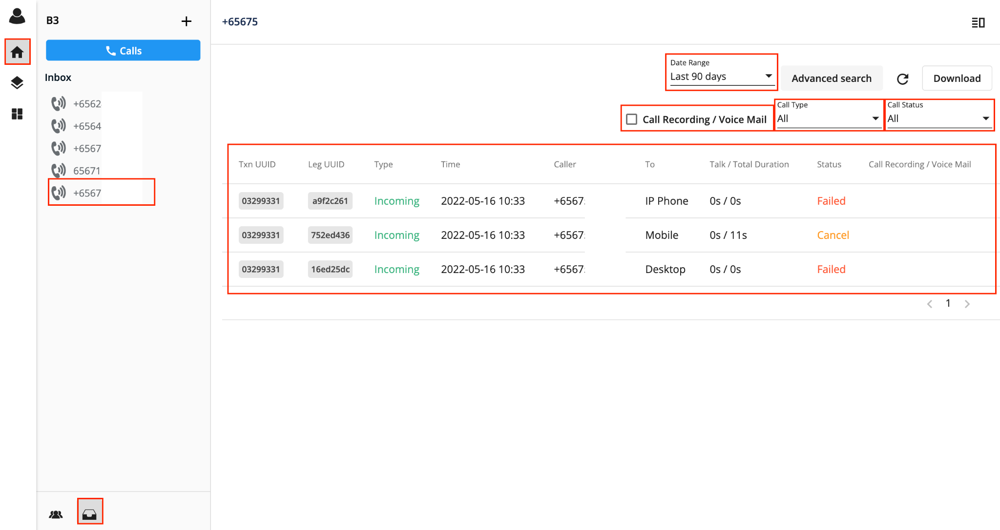 B3
+
Calls
Inbox
+6562
+6564
+6567
65671
+6567
+65675
Date Range
Last 90 days
Advanced search
Download
Call Recording / Voice Mail
Call Type
All
Call Status
All
Txn UUID Leg UUID Type Time Caller To Talk / Total Duration Status Call Recording / Voice Mail
03299331 a9f2c261 Incoming 2022-05-16 10:33 +6567 IP Phone 0s / 0s Failed
03299331 752ed436 Incoming 2022-05-16 10:33 +6567 Mobile 0s / 11s Cancel
03299331 16ed25dc Incoming 2022-05-16 10:33 +6567 Desktop 0s / 0s Failed
< 1 >